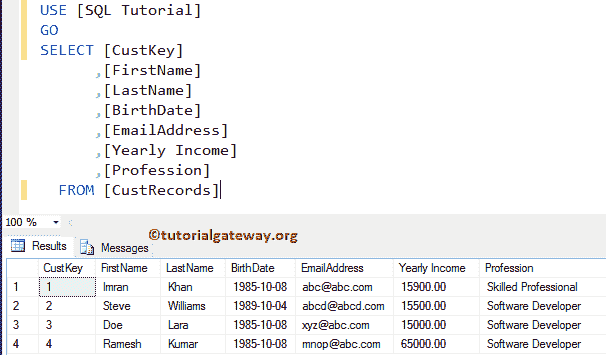 USE [SQL Tutorial]
GO
SELECT [CustKey]
,[FirstName]
,[LastName]
,[BirthDate]
,[EmailAddress]
,[Yearly Income]
,[Profession]
FROM [CustRecords]
100 %
©tutorialgateway.org
Results Messages
CustKey FirstName LastName BirthDate EmailAddress Yearly Income Profession
1 1 Imran Khan 1985-10-08 abc@abc.com 15900.00 Skilled Professional
2 2 Steve Williams 1989-10-04 abcd@abcd.com 15500.00 Software Developer
3 3 Doe Lara 1985-10-08 xyz@abc.com 15000.00 Software Developer
4 4 Ramesh Kumar 1985-10-08 mnop@abc.com 65000.00 Software Developer